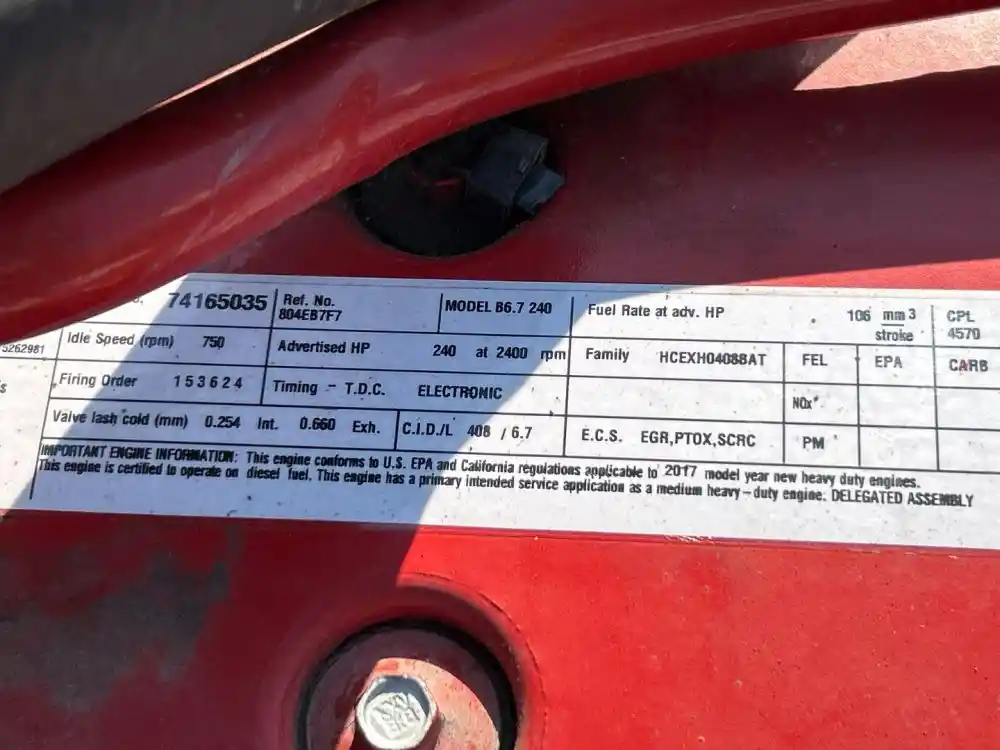 74165035
Ref. No.
804EB7F7
MODEL B6.7 240
Fuel Rate at adv. HP 106 mm3
stroke
CPL
4570
5262981
Idle Speed (rpm) 750
Advertised HP 240 at 2400 rpm
Family HCEXH0408BAT
FEL
EPA
CARB
Firing Order 153624
Timing - T.D.C. ELECTRONIC
NOx
Valve lash cold (mm) 0.254 Int. 0.660 Exh.
C.I.D./L 408 / 6.7
E.C.S. EGR,PTOX,SCRC
PM
IMPORTANT ENGINE INFORMATION: This engine conforms to U.S. EPA and California regulations applicable to 2017 model year new heavy duty engines.
This engine is certified to operate on diesel fuel. This engine has a primary intended service application as a medium heavy-duty engine. DELEGATED ASSEMBLY